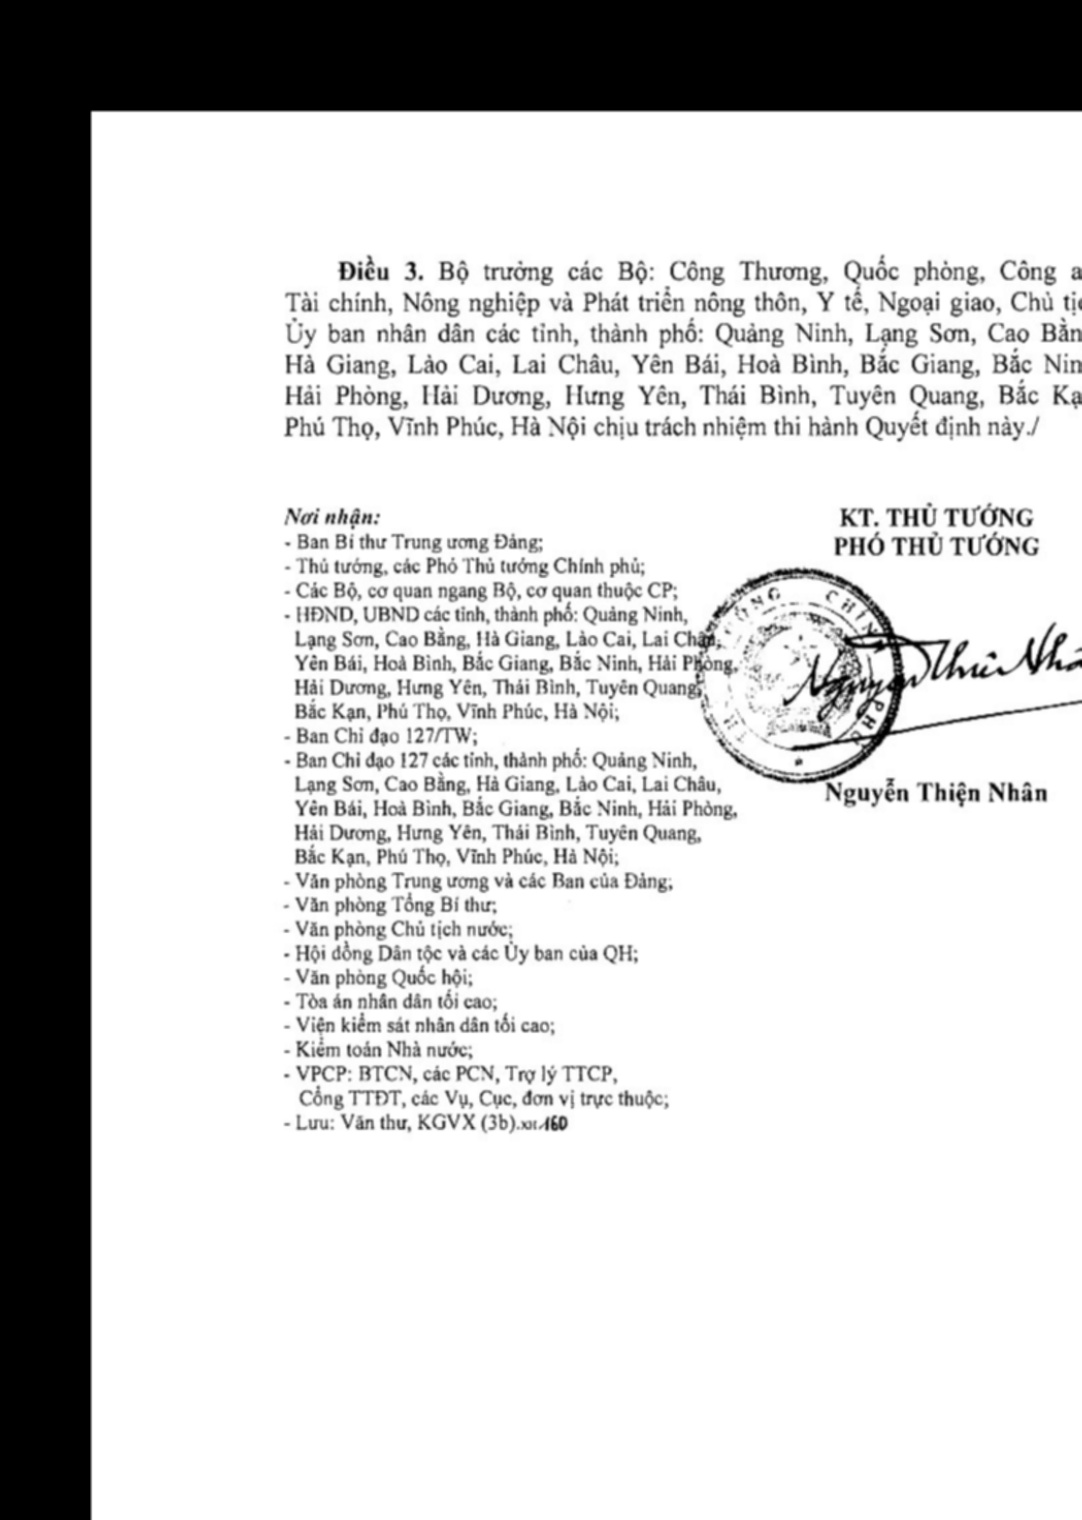 Điều 3. Bộ trưởng các Bộ: Công Thương, Quốc phòng, Công a
Tài chính, Nông nghiệp và Phát triển nông thôn, Y tế, Ngoại giao, Chủ tịc
Ủy ban nhân dân các tỉnh, thành phố: Quảng Ninh, Lạng Sơn, Cao Bằn
Hà Giang, Lào Cai, Lai Châu, Yên Bái, Hoà Bình, Bắc Giang, Bắc Nin
Hải Phòng, Hải Dương, Hưng Yên, Thái Bình, Tuyên Quang, Bắc Kạ
Phú Thọ, Vĩnh Phúc, Hà Nội chịu trách nhiệm thi hành Quyết định này./
Nơi nhận:
- Ban Bí thư Trung ương Đảng;
- Thủ tướng, các Phó Thủ tướng Chính phủ;
- Các Bộ, cơ quan ngang Bộ, cơ quan thuộc CP;
- HĐND, UBND các tỉnh, thành phố: Quảng Ninh,
Lạng Sơn, Cao Bằng, Hà Giang, Lào Cai, Lai Châu,
Yên Bái, Hoà Bình, Bắc Giang, Bắc Ninh, Hải Phòng,
Hải Dương, Hưng Yên, Thái Bình, Tuyên Quang,
Bắc Kạn, Phú Thọ, Vĩnh Phúc, Hà Nội;
- Ban Chỉ đạo 127/TW;
- Ban Chỉ đạo 127 các tỉnh, thành phố: Quảng Ninh,
Lạng Sơn, Cao Bằng, Hà Giang, Lào Cai, Lai Châu,
Yên Bái, Hoà Bình, Bắc Giang, Bắc Ninh, Hải Phòng,
Hải Dương, Hưng Yên, Thái Bình, Tuyên Quang,
Bắc Kạn, Phú Thọ, Vĩnh Phúc, Hà Nội;
- Văn phòng Trung ương và các Ban của Đảng;
- Văn phòng Tổng Bí thư;
- Văn phòng Chủ tịch nước;
- Hội đồng Dân tộc và các Ủy ban của QH;
- Văn phòng Quốc hội;
- Tòa án nhân dân tối cao;
- Viện kiểm sát nhân dân tối cao;
- Kiểm toán Nhà nước;
- VPCP: BTCN, các PCN, Trợ lý TTCP,
Cổng TTĐT, các Vụ, Cục, đơn vị trực thuộc;
- Lưu: Văn thư, KGVX (3b).xH.160
KT. THỦ TƯỚNG
PHÓ THỦ TƯỚNG
Nguyễn Thiện Nhân